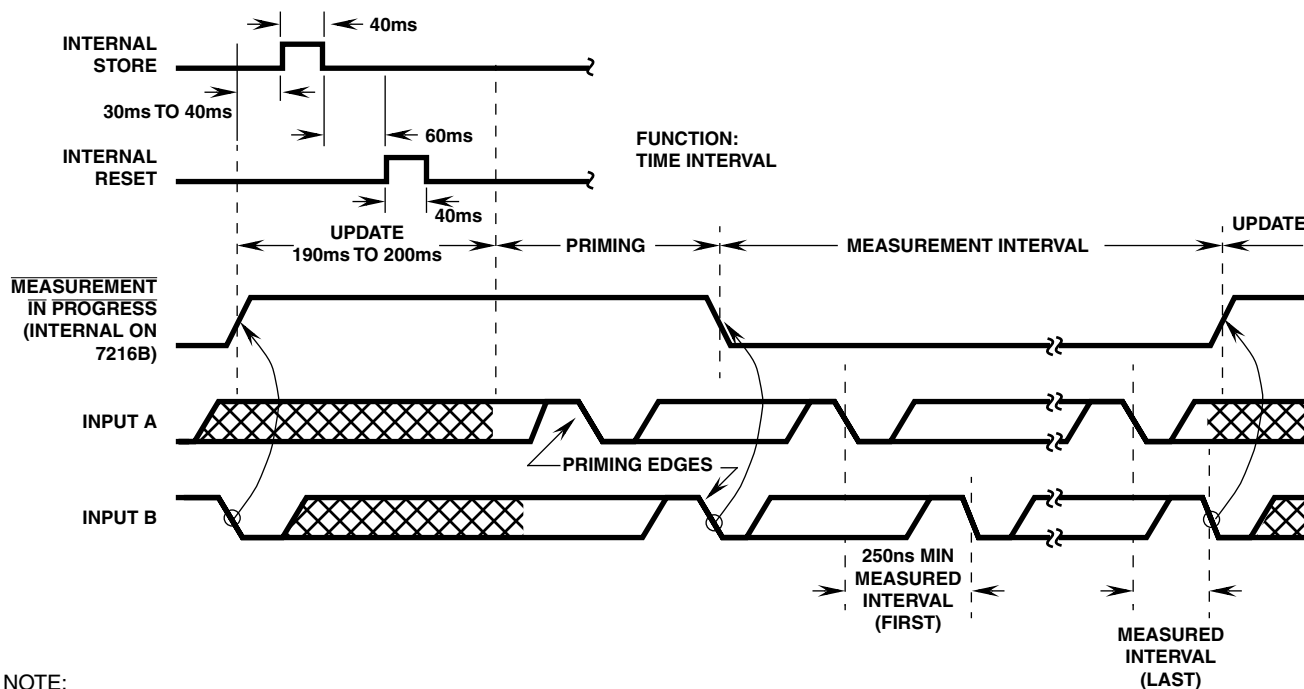 40ms
INTERNAL
STORE
30ms TO 40ms
60ms
FUNCTION:
TIME INTERVAL
INTERNAL
RESET
40ms
UPDATE
190ms TO 200ms
PRIMING
MEASUREMENT INTERVAL
UPDATE
MEASUREMENT
IN PROGRESS
(INTERNAL ON
7216B)
INPUT A
PRIMING EDGES
INPUT B
250ns MIN
MEASURED
INTERVAL
(FIRST)
MEASURED
INTERVAL
(LAST)
NOTE: